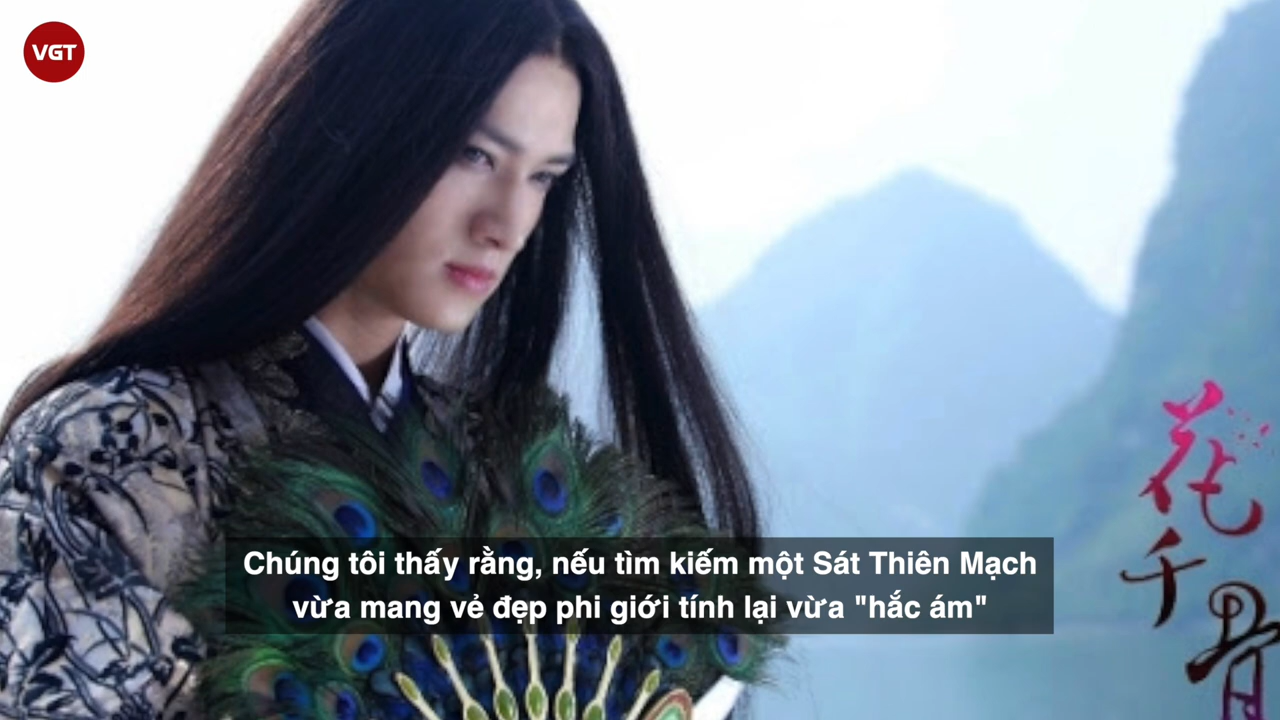 VGT
花
千
骨
Chúng tôi thấy rằng, nếu tìm kiếm một Sát Thiên Mạch
vừa mang vẻ đẹp phi giới tính lại vừa "hắc ám"